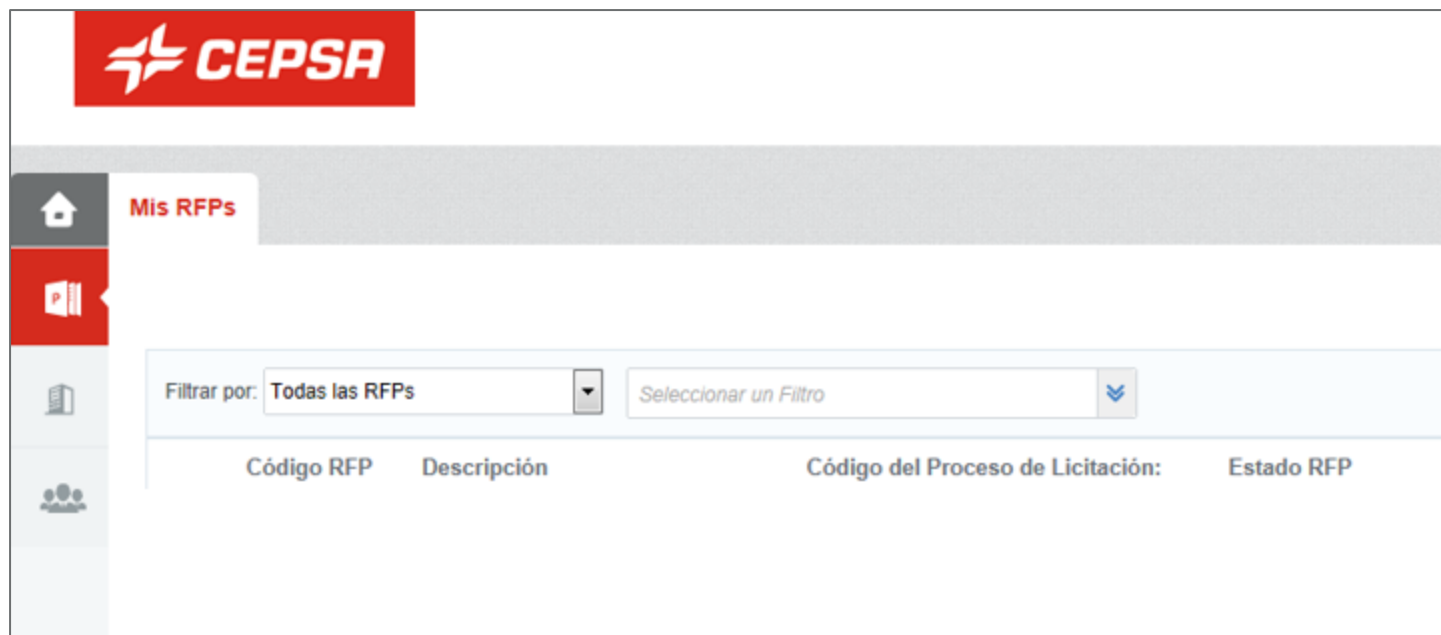 CEPSA
Mis RFPs
P
Filtrar por: Todas las RFPs Seleccionar un Filtro
Código RFP Descripción Código del Proceso de Licitación: Estado RFP